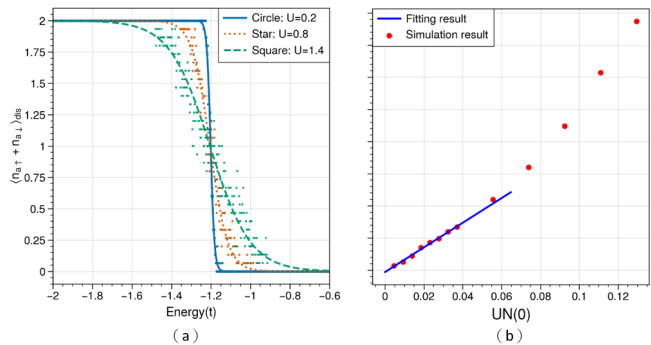 Circle: U=0.2
Star: U=0.8
Square: U=1.4
2
1.75
1.5
1.25
1
0.75
0.5
0.25
0
⟨n_{a↑} + n_{a↓}⟩_{dis}
−2 −1.8 −1.6 −1.4 −1.2 −1 −0.8 −0.6
Energy(t)
(a)
Fitting result
Simulation result
0 0.02 0.04 0.06 0.08 0.1 0.12
UN(0)
(b)